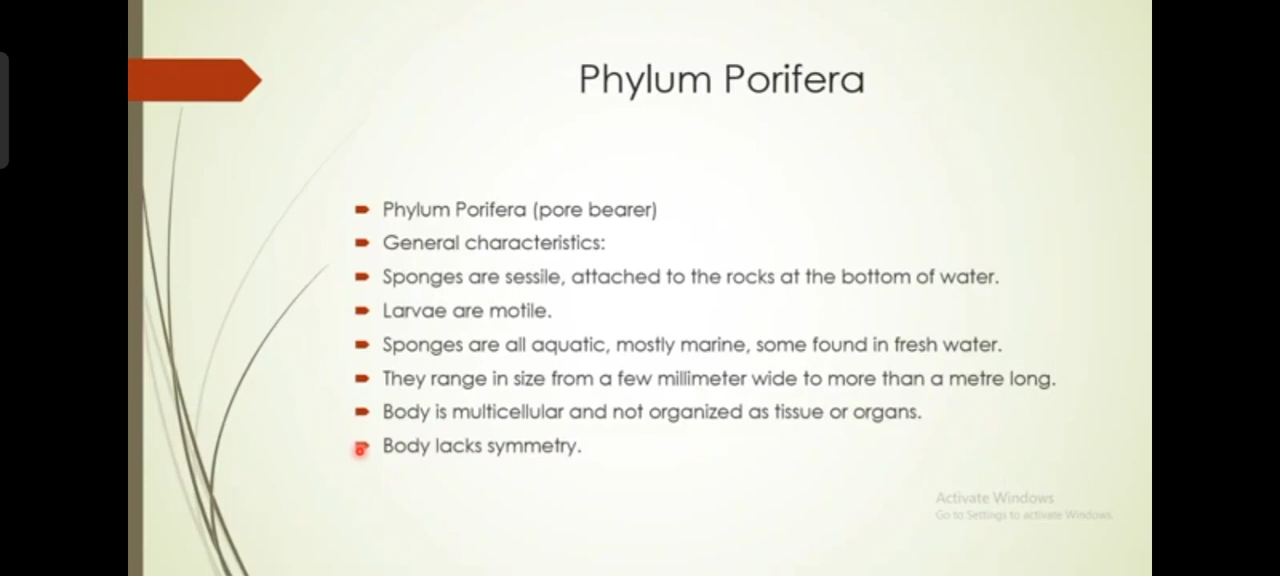 Phylum Porifera
Phylum Porifera (pore bearer)
General characteristics:
Sponges are sessile, attached to the rocks at the bottom of water.
Larvae are motile.
Sponges are all aquatic, mostly marine, some found in fresh water.
They range in size from a few millimeter wide to more than a metre long.
Body is multicellular and not organized as tissue or organs.
Body lacks symmetry.
Activate Windows
Go to Settings to activate Windows.